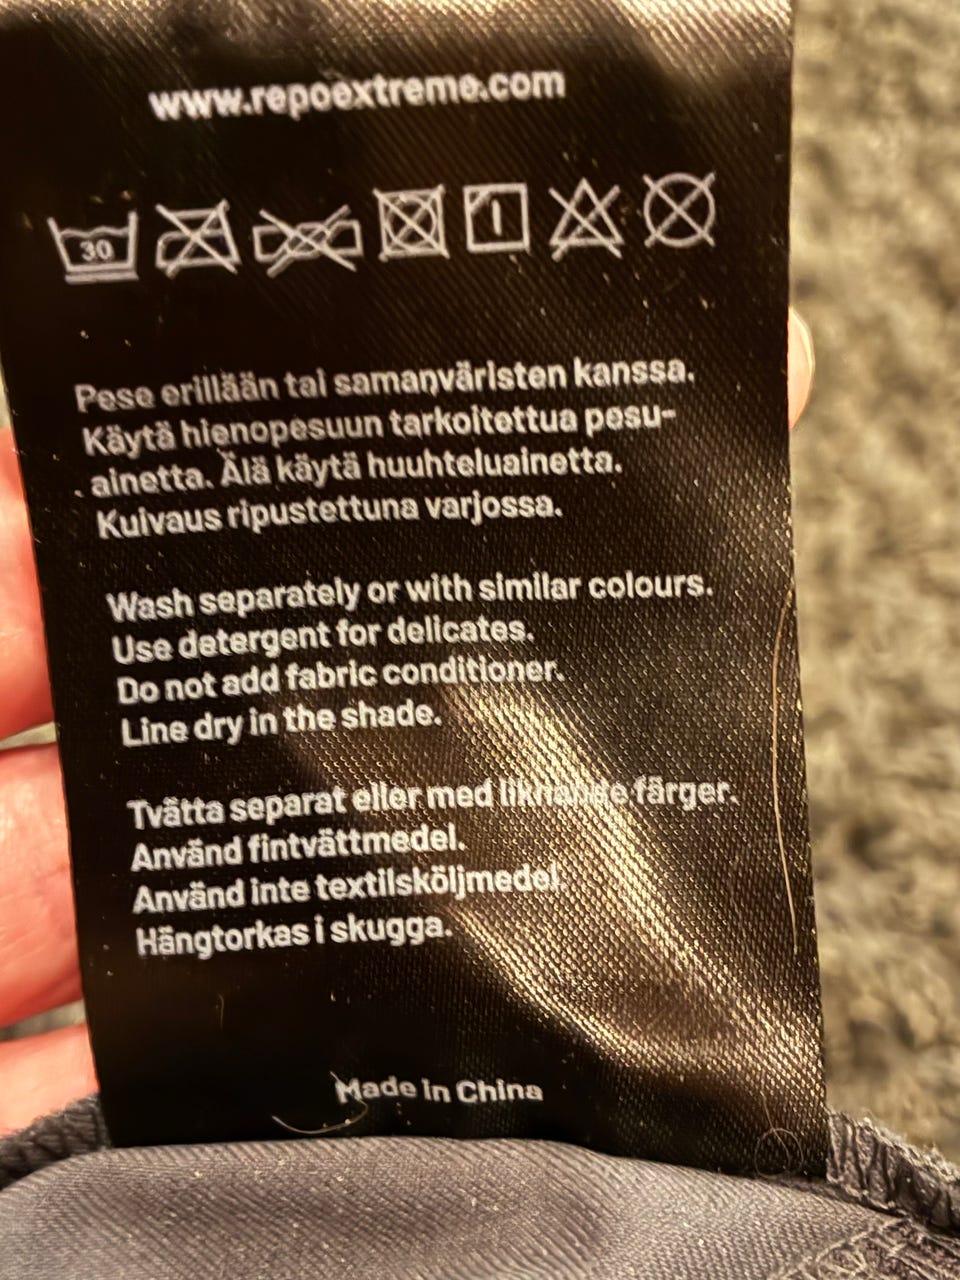 www.repoextreme.com
30
Pese erillään tai samanväristen kanssa.
Käytä hienopesuun tarkoitettua pesu-
ainetta. Älä käytä huuhteluainetta.
Kuivaus ripustettuna varjossa.
Wash separately or with similar colours.
Use detergent for delicates.
Do not add fabric conditioner.
Line dry in the shade.
Tvätta separat eller med liknande färger.
Använd fintvättmedel.
Använd inte textilsköljmedel.
Hängtorkas i skugga.
Made in China